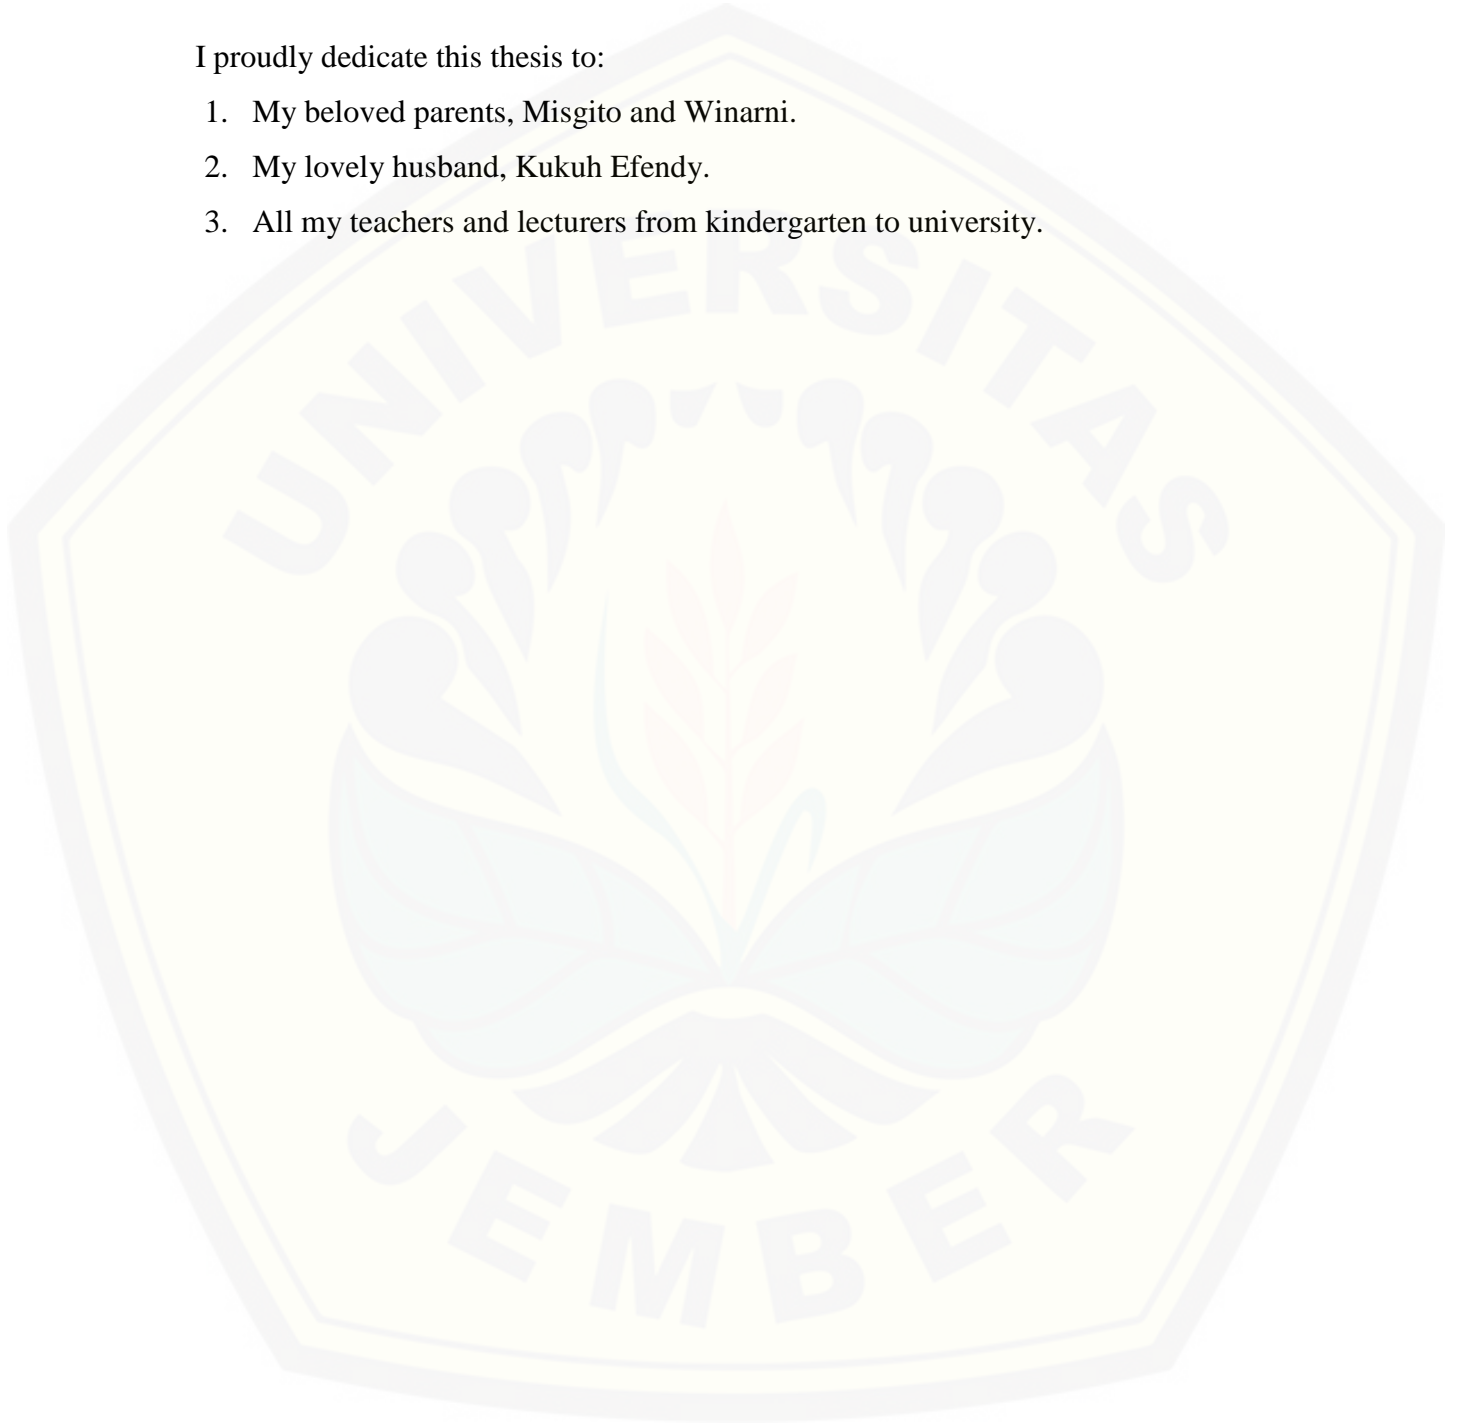 I proudly dedicate this thesis to:
1. My beloved parents, Misgito and Winarni.
2. My lovely husband, Kukuh Efendy.
3. All my teachers and lecturers from kindergarten to university.
UNIVERSITAS
JEMBER